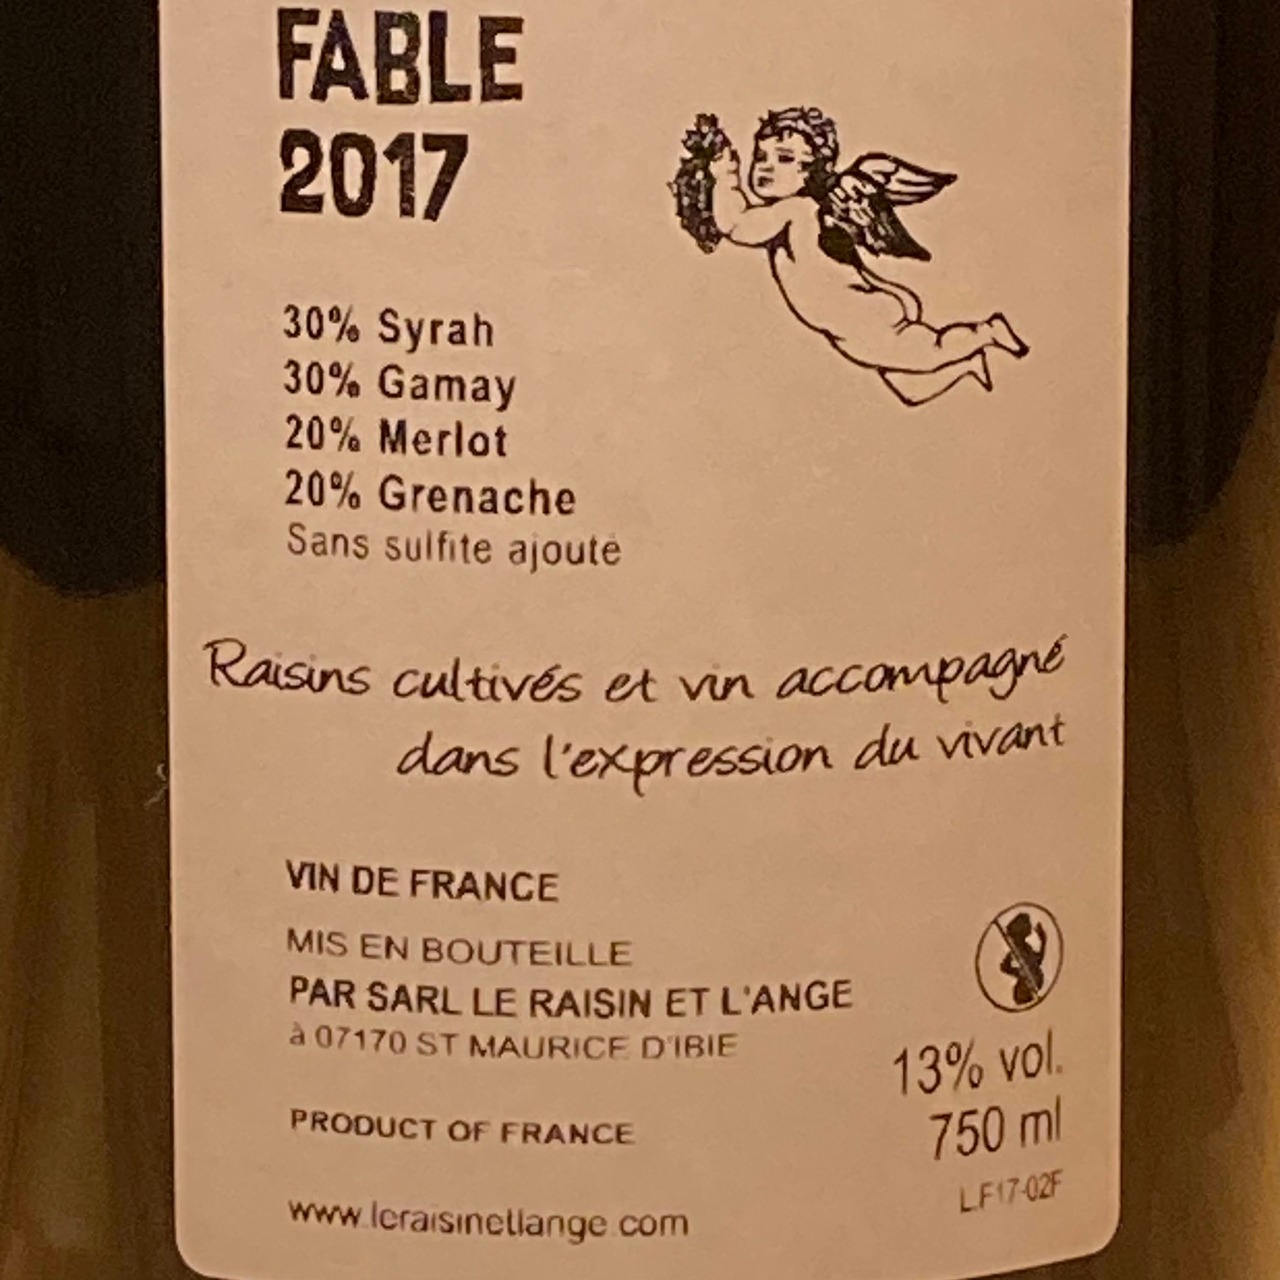 FABLE
2017
30% Syrah
30% Gamay
20% Merlot
20% Grenache
Sans sulfite ajouté
Raisins cultivés et vin accompagné
dans l'expression du vivant
VIN DE FRANCE
MIS EN BOUTEILLE
PAR SARL LE RAISIN ET L'ANGE
à 07170 ST MAURICE D'IBIE
13% vol.
750 ml
PRODUCT OF FRANCE
L.F17-02F
www.leraisinetlange.com